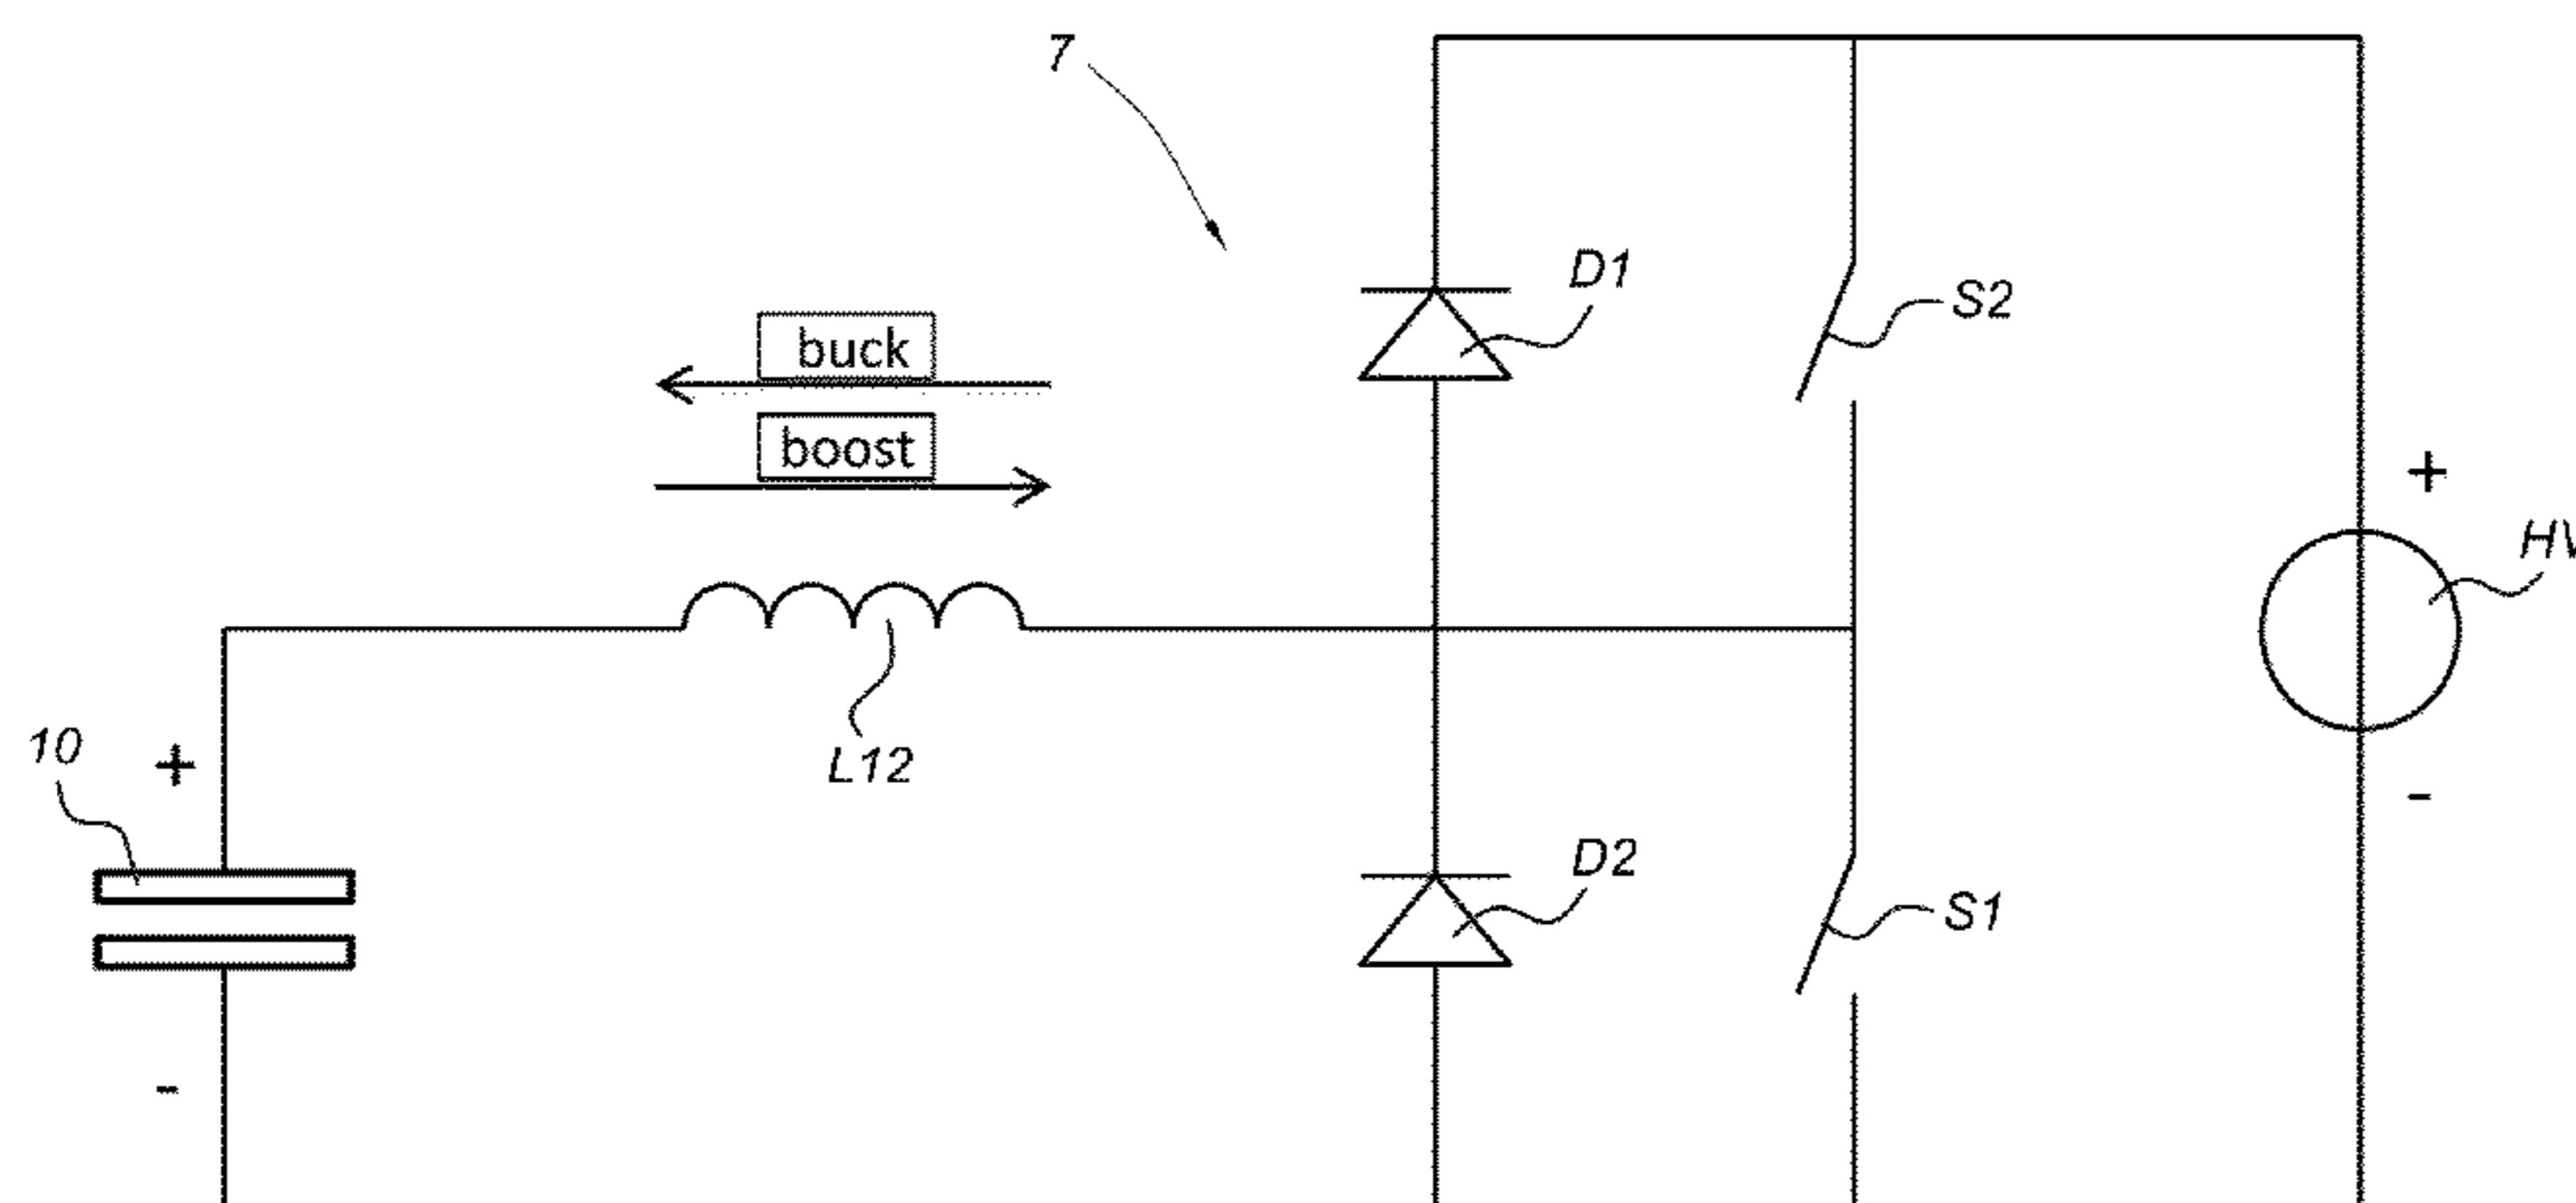 7
D1
S2
buck
boost
+
HV
L12
10
+
-
D2
S1
-